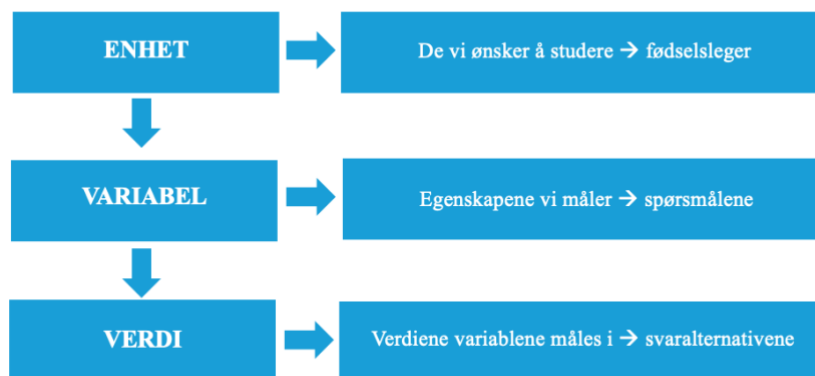 ENHET
De vi ønsker å studere → fødselsleger
VARIABEL
Egenskapene vi måler → spørsmålene
VERDI
Verdiene variablene måles i → svaralternativene